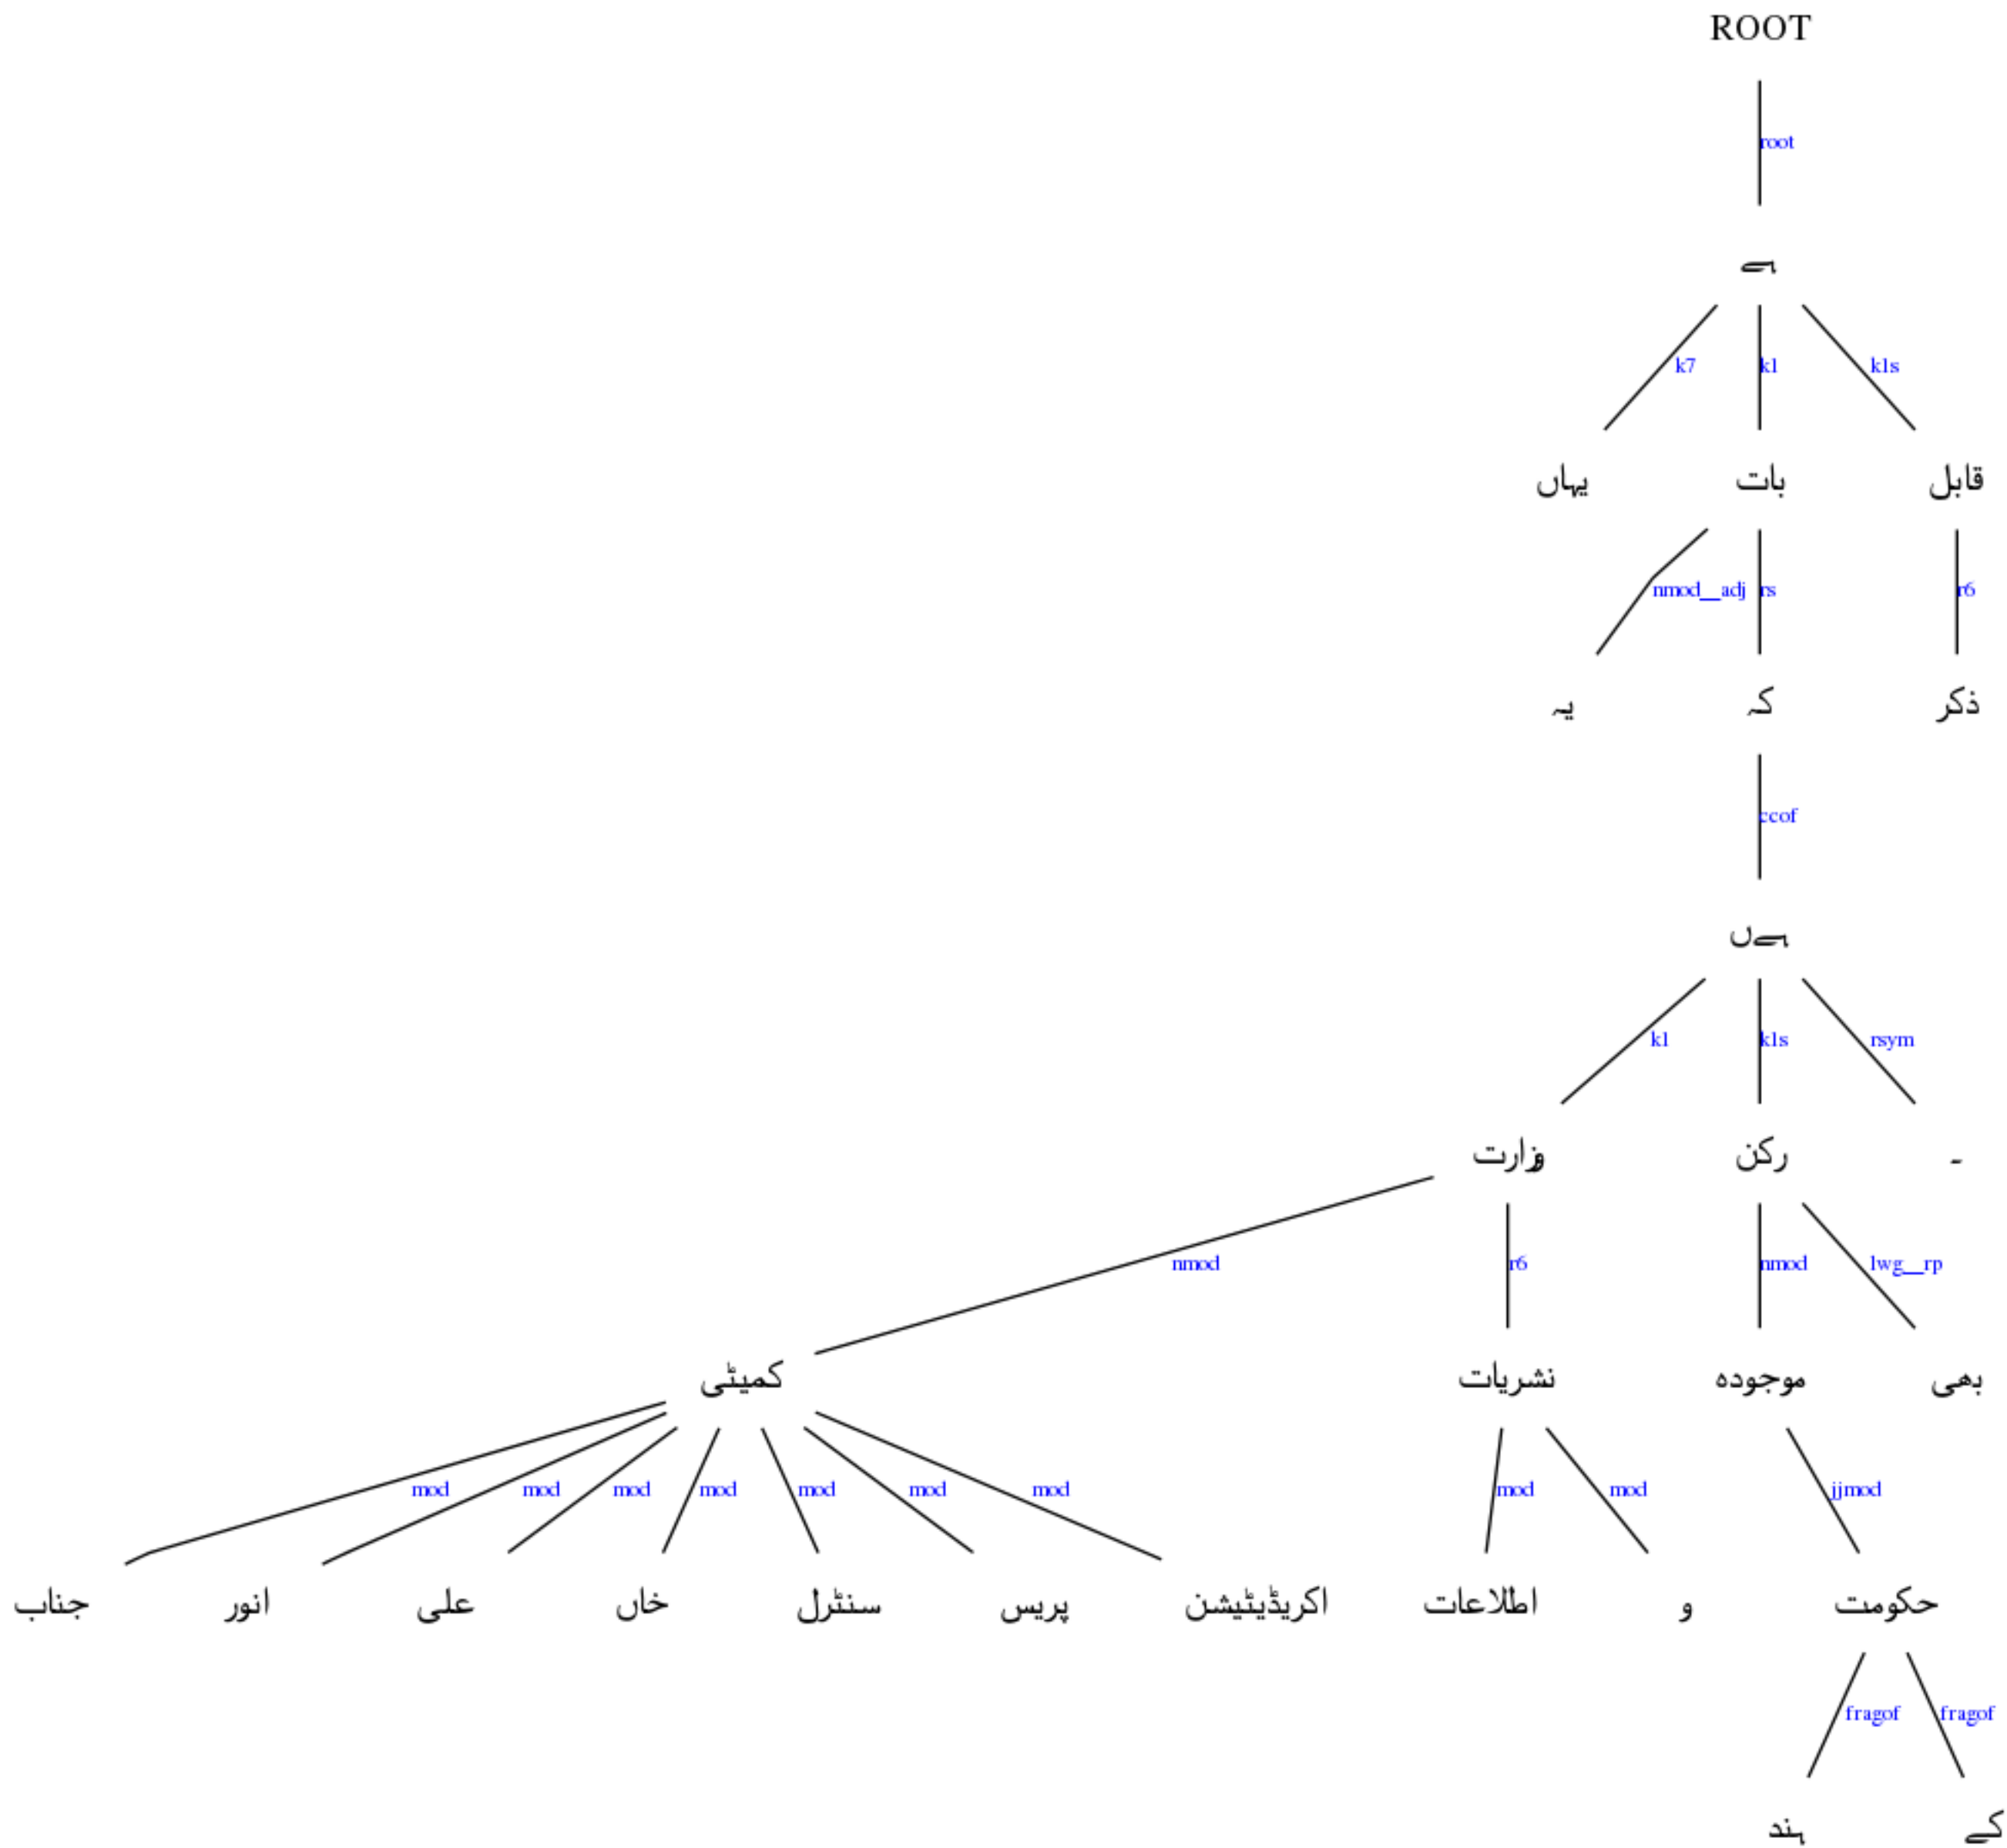 ROOT
root
ہے
k7 k1 k1s
یہاں بات قابل
nmod__adj rs r6
یہ کہ ذکر
ccof
ہےں
k1 k1s rsym
وزارت رکن ۔
nmod r6 nmod lwg__rp
کمیٹی نشریات موجودہ بھی
mod mod mod mod mod mod mod mod mod jjmod
جناب انور علی خاں سنٹرل پریس اکریڈیٹیشن اطلاعات و حکومت
fragof fragof
ہند کے